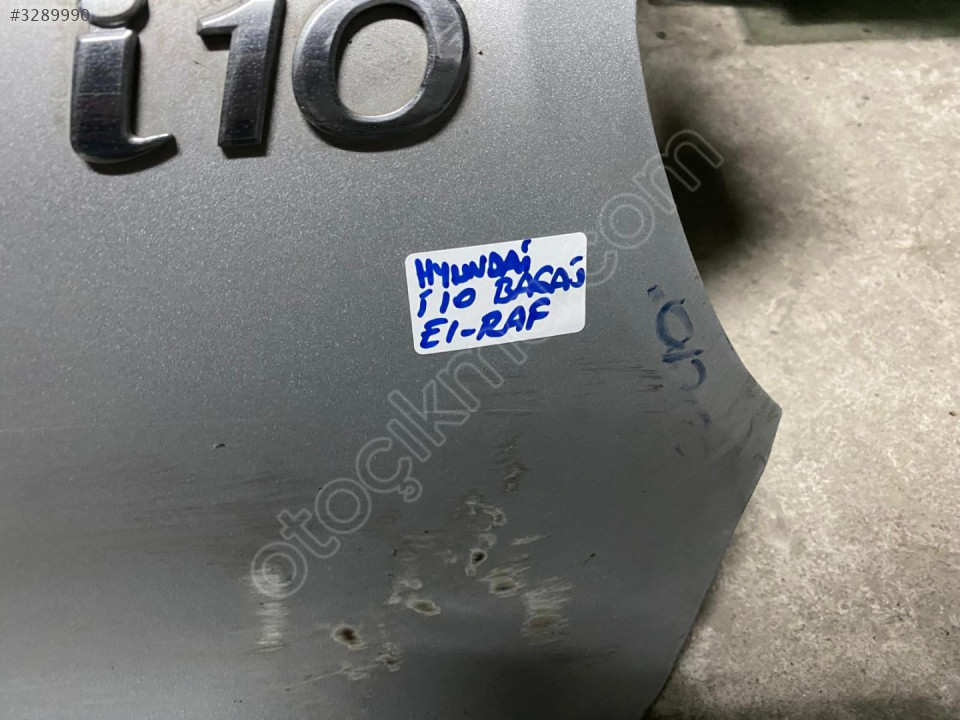 #3289990
i10
HYUNDAİ
İ10 BAGAJ
E1-RAF
otoçıkma.com